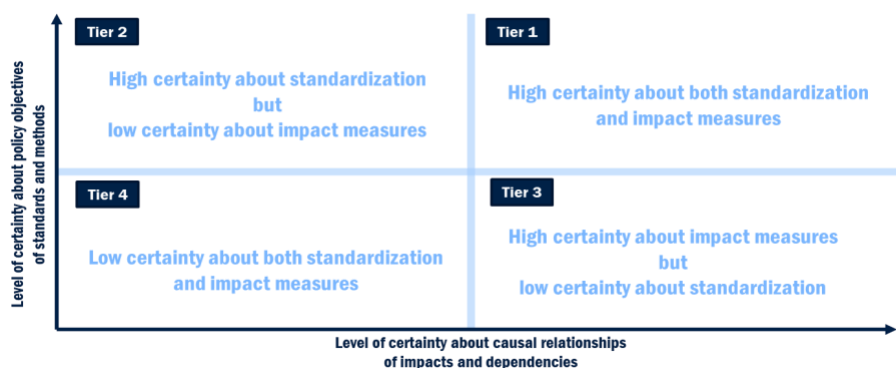 Level of certainty about policy objectives
of standards and methods
Tier 2
High certainty about standardization
but
low certainty about impact measures
Tier 1
High certainty about both standardization
and impact measures
Tier 4
Low certainty about both standardization
and impact measures
Tier 3
High certainty about impact measures
but
low certainty about standardization
Level of certainty about causal relationships
of impacts and dependencies